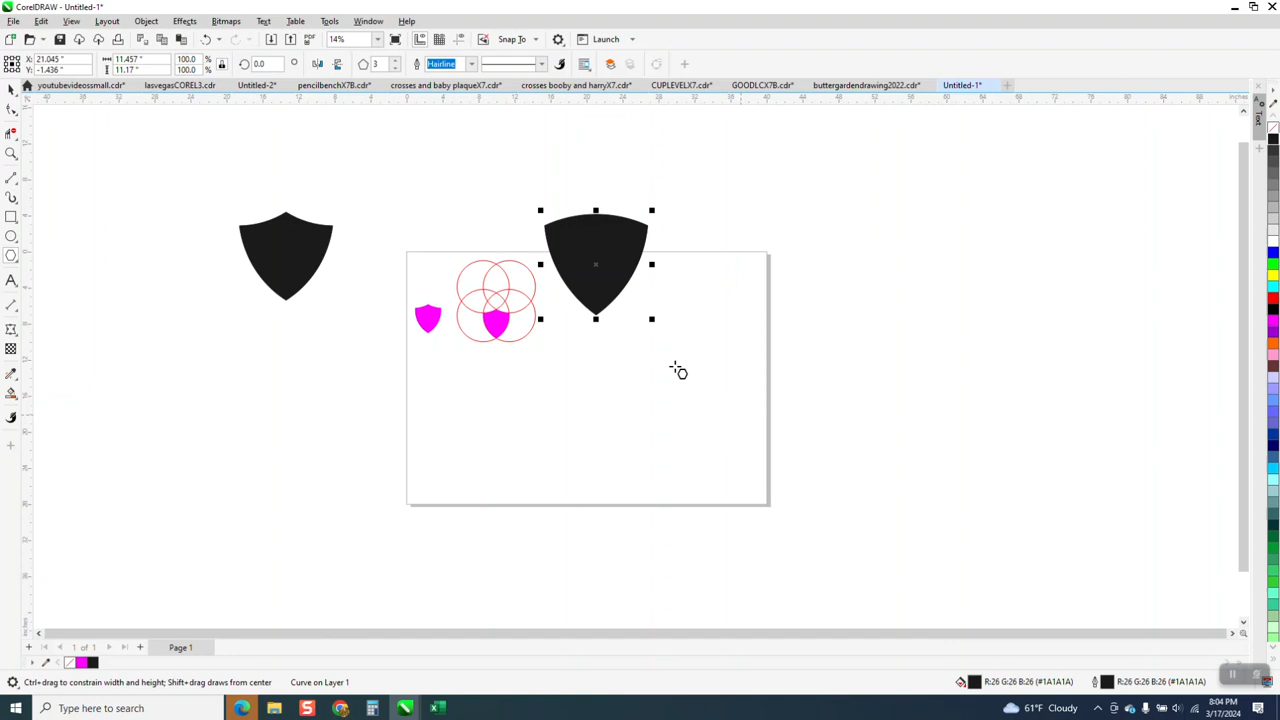 CorelDRAW - Untitled-1*
File Edit View Layout Object Effects Bitmaps Text Table Tools Window Help
14% Snap To Launch
X: 21.045 " 11.457 " 100.0 % 0.0 3 Hairline
Y: -1.436 " 11.17 " 100.0 %
youtubevideossmall.cdr* lasvegasCOREL3.cdr Untitled-2* pencilbenchX7B.cdr* crosses and baby plaqueX7.cdr* crosses booby and harryX7.cdr* CUPLEVELX7.cdr* GOODLCX7B.cdr* buttergardendrawing2022.cdr* Untitled-1*
Text
1 of 1 Page 1
Ctrl+drag to constrain width and height; Shift+drag draws from center Curve on Layer 1 R:26 G:26 B:26 (#1A1A1A) R:26 G:26 B:26 (#1A1A1A)
Type here to search 61°F Cloudy 8:04 PM
3/17/2024